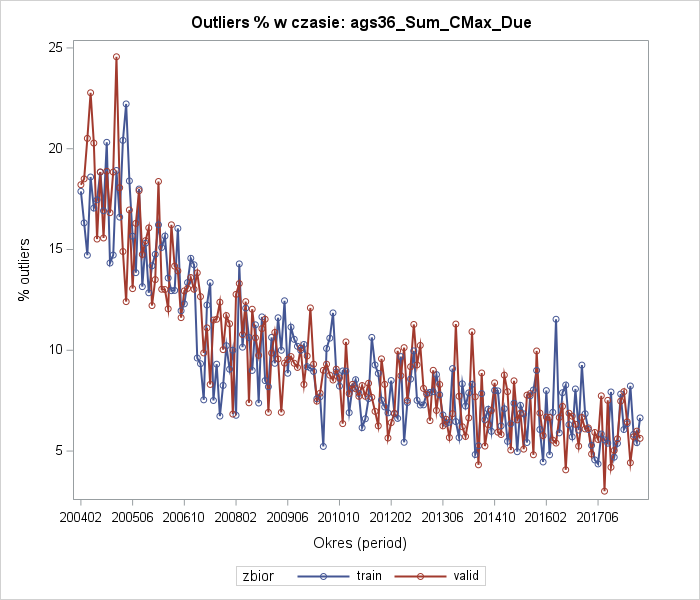 Outliers % w czasie: ags36_Sum_CMax_Due
25
20
15
10
5
% outliers
200402 200506 200610 200802 200906 201010 201202 201306 201410 201602 201706
Okres (period)
zbior train valid